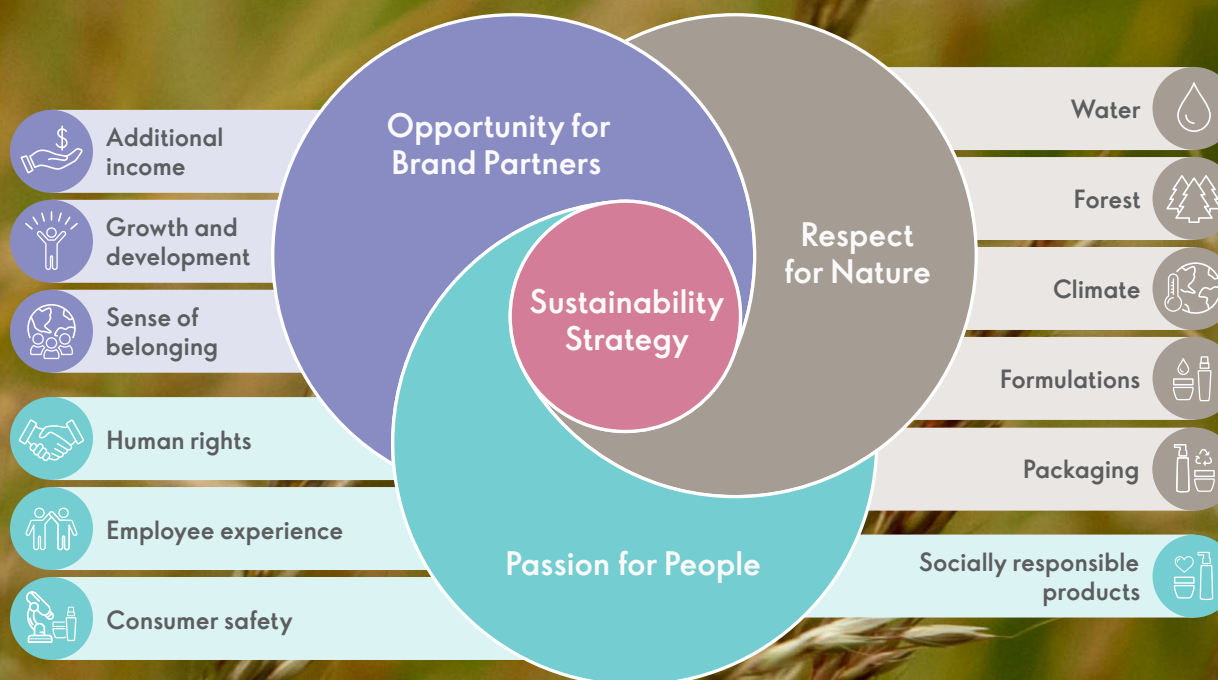 Opportunity for
Brand Partners
Respect
for Nature
Sustainability
Strategy
Passion for People
Additional
income
Growth and
development
Sense of
belonging
Human rights
Employee experience
Consumer safety
Water
Forest
Climate
Formulations
Packaging
Socially responsible
products
$